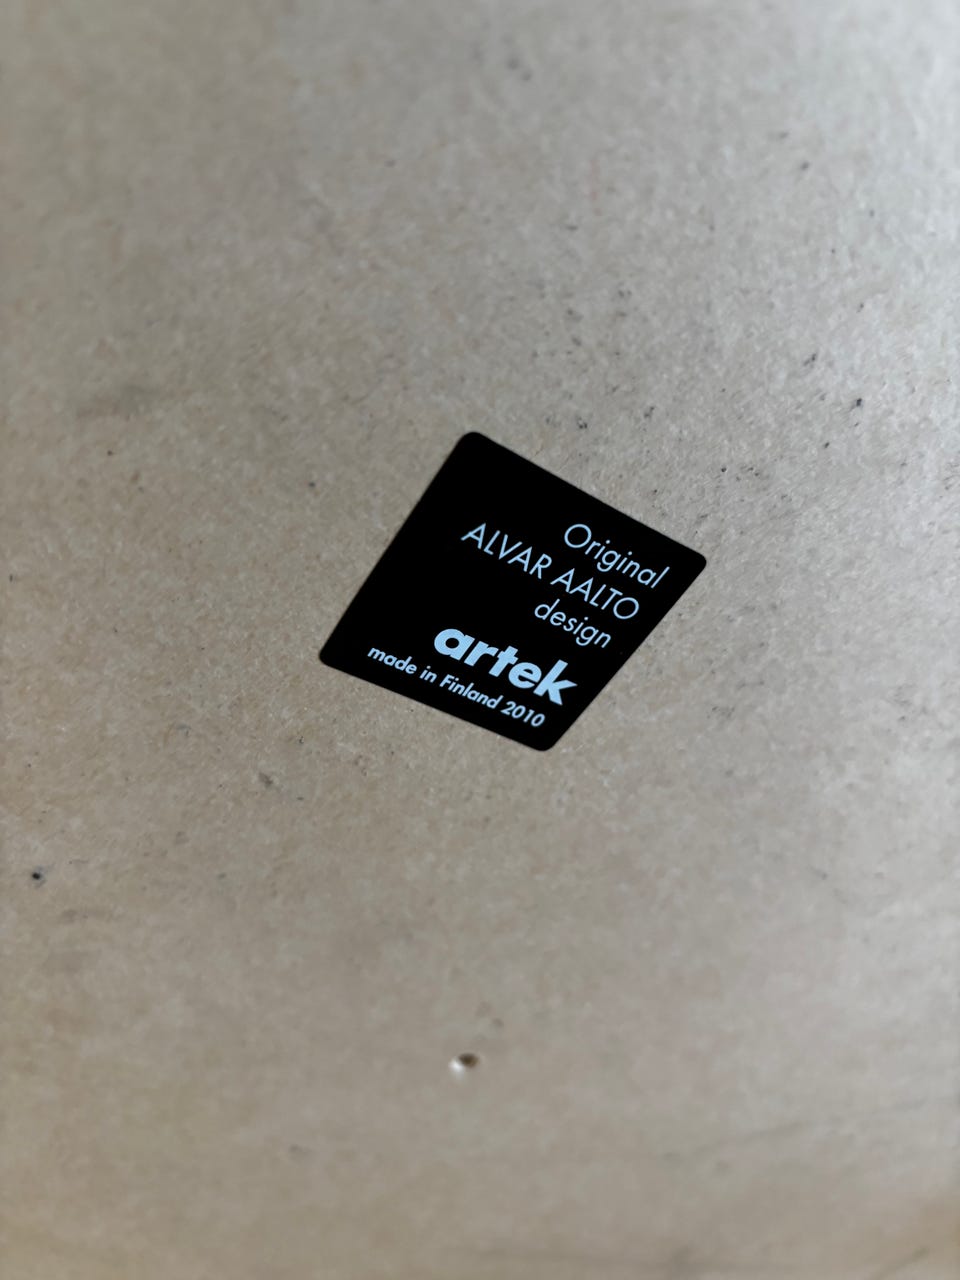 Original
ALVAR AALTO
design
artek
made in Finland 2010